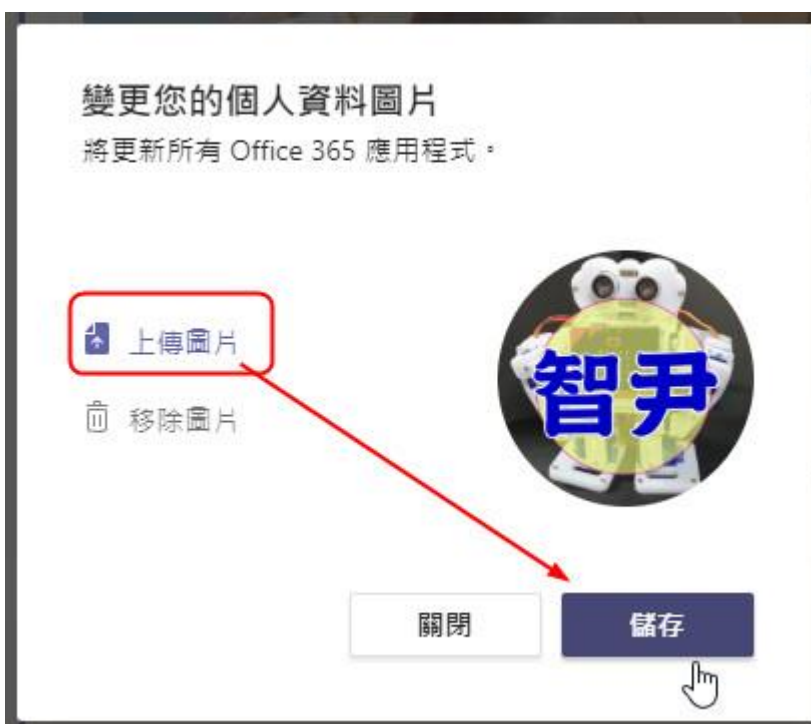 變更您的個人資料圖片
將更新所有 Office 365 應用程式。
上傳圖片
移除圖片
智尹
關閉
儲存